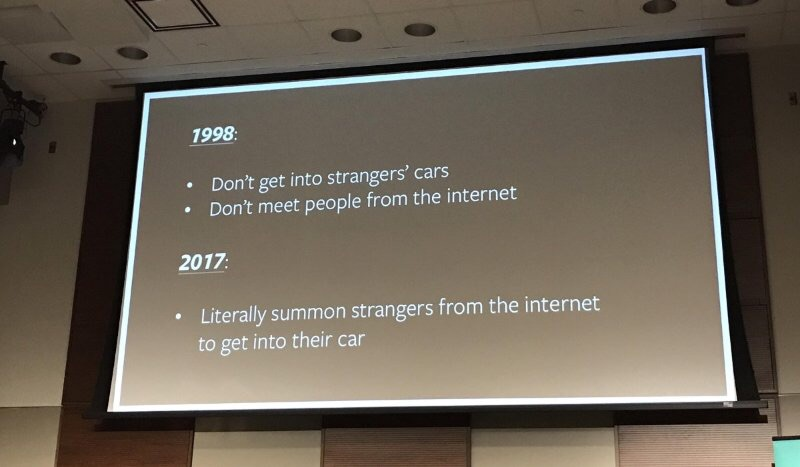 1998:
• Don't get into strangers' cars
• Don't meet people from the internet
2017:
• Literally summon strangers from the internet
to get into their car